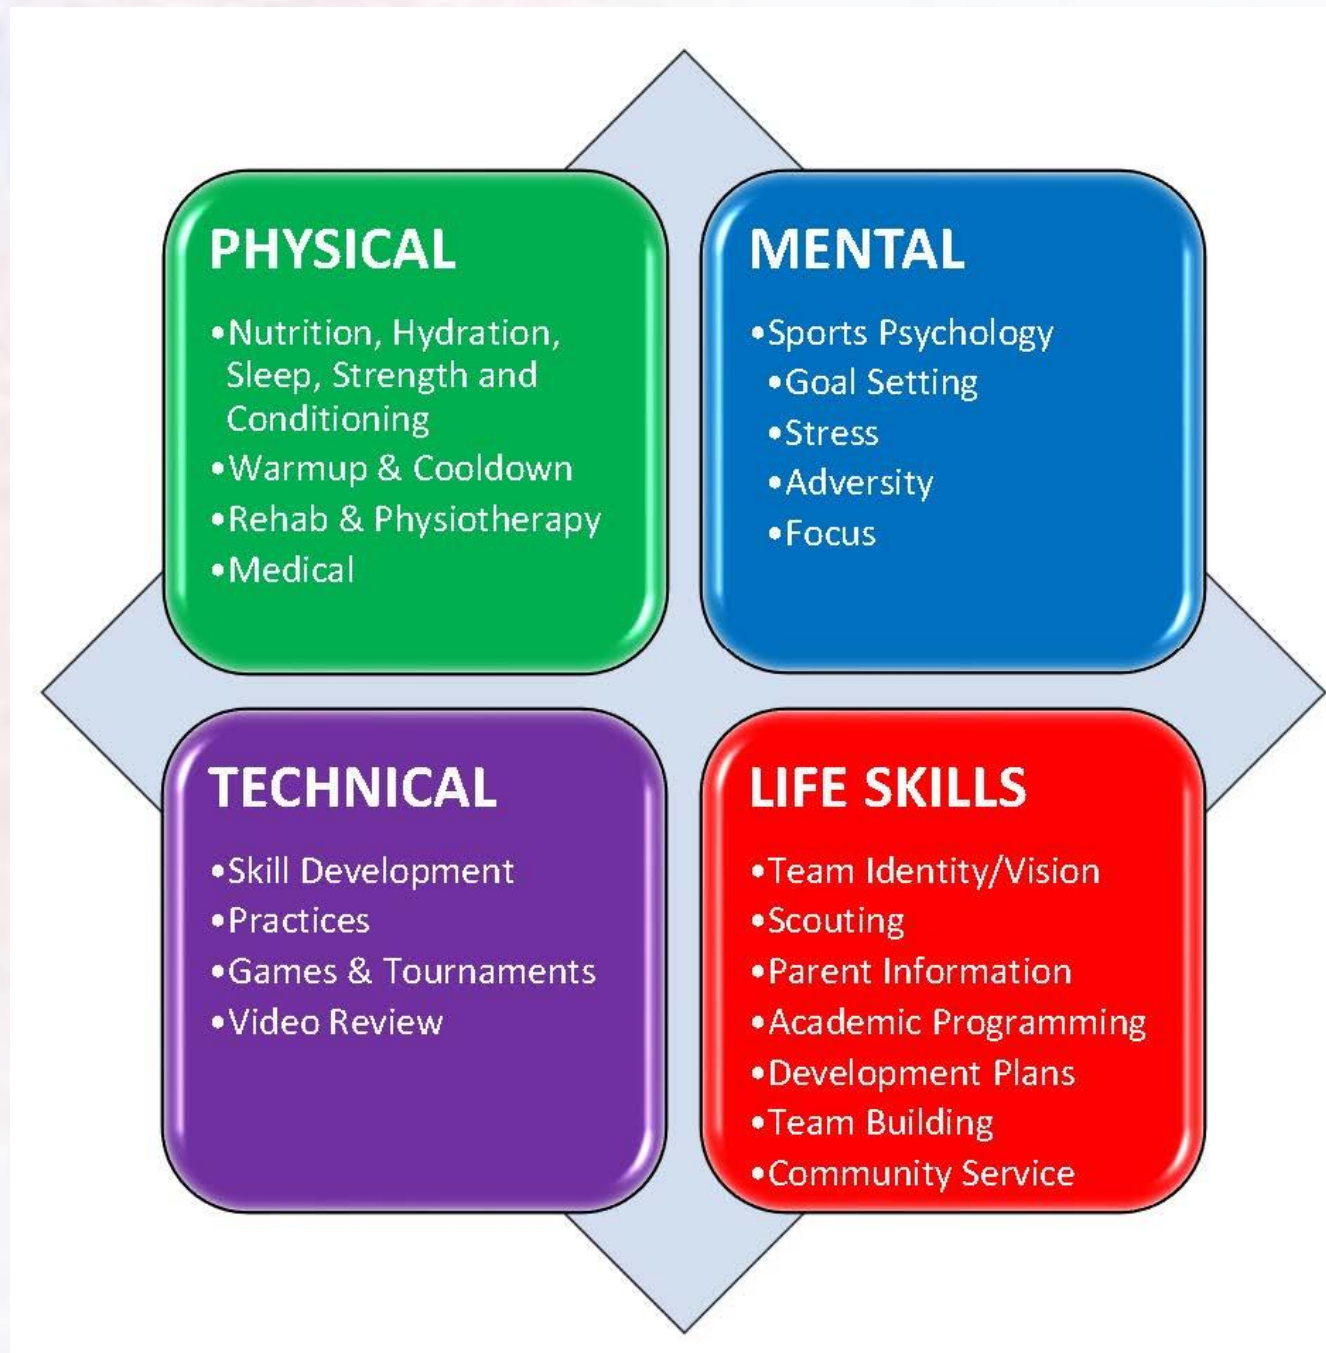 PHYSICAL
•Nutrition, Hydration,
Sleep, Strength and
Conditioning
•Warmup & Cooldown
•Rehab & Physiotherapy
•Medical
MENTAL
•Sports Psychology
•Goal Setting
•Stress
•Adversity
•Focus
TECHNICAL
•Skill Development
•Practices
•Games & Tournaments
•Video Review
LIFE SKILLS
•Team Identity/Vision
•Scouting
•Parent Information
•Academic Programming
•Development Plans
•Team Building
•Community Service